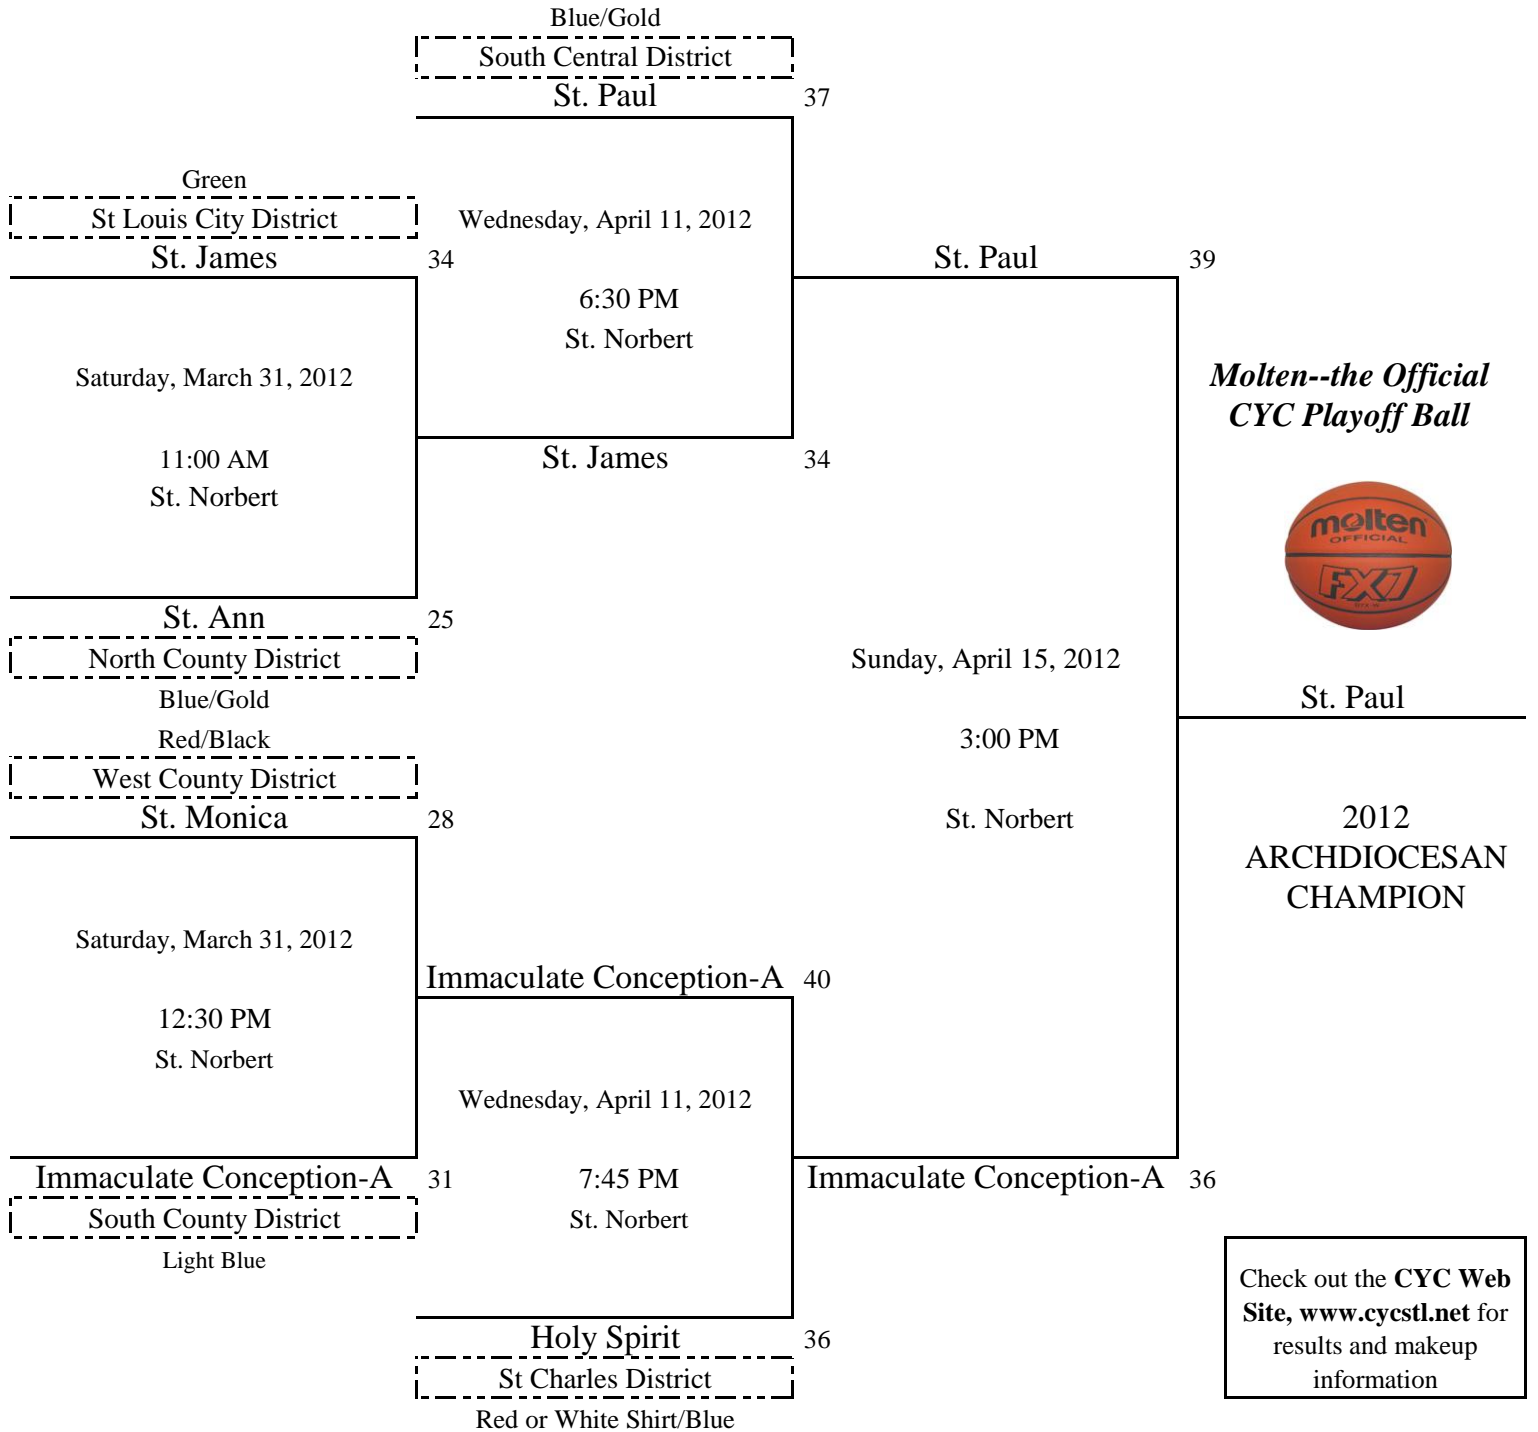 Blue/Gold
South Central District
St. Paul 37
Green
St Louis City District
St. James 34
Wednesday, April 11, 2012
6:30 PM
St. Norbert
St. Paul 39
Saturday, March 31, 2012
11:00 AM
St. Norbert
St. James 34
Molten--the Official
CYC Playoff Ball
molten
OFFICIAL
FX7
St. Ann 25
North County District
Blue/Gold
Red/Black
West County District
St. Monica 28
Sunday, April 15, 2012
3:00 PM
St. Norbert
St. Paul
2012
ARCHDIOCESAN
CHAMPION
Saturday, March 31, 2012
12:30 PM
St. Norbert
Immaculate Conception-A 40
Wednesday, April 11, 2012
7:45 PM
St. Norbert
Immaculate Conception-A 31
South County District
Light Blue
Immaculate Conception-A 36
Holy Spirit 36
St Charles District
Red or White Shirt/Blue
Check out the CYC Web
Site, www.cycstl.net for
results and makeup
information